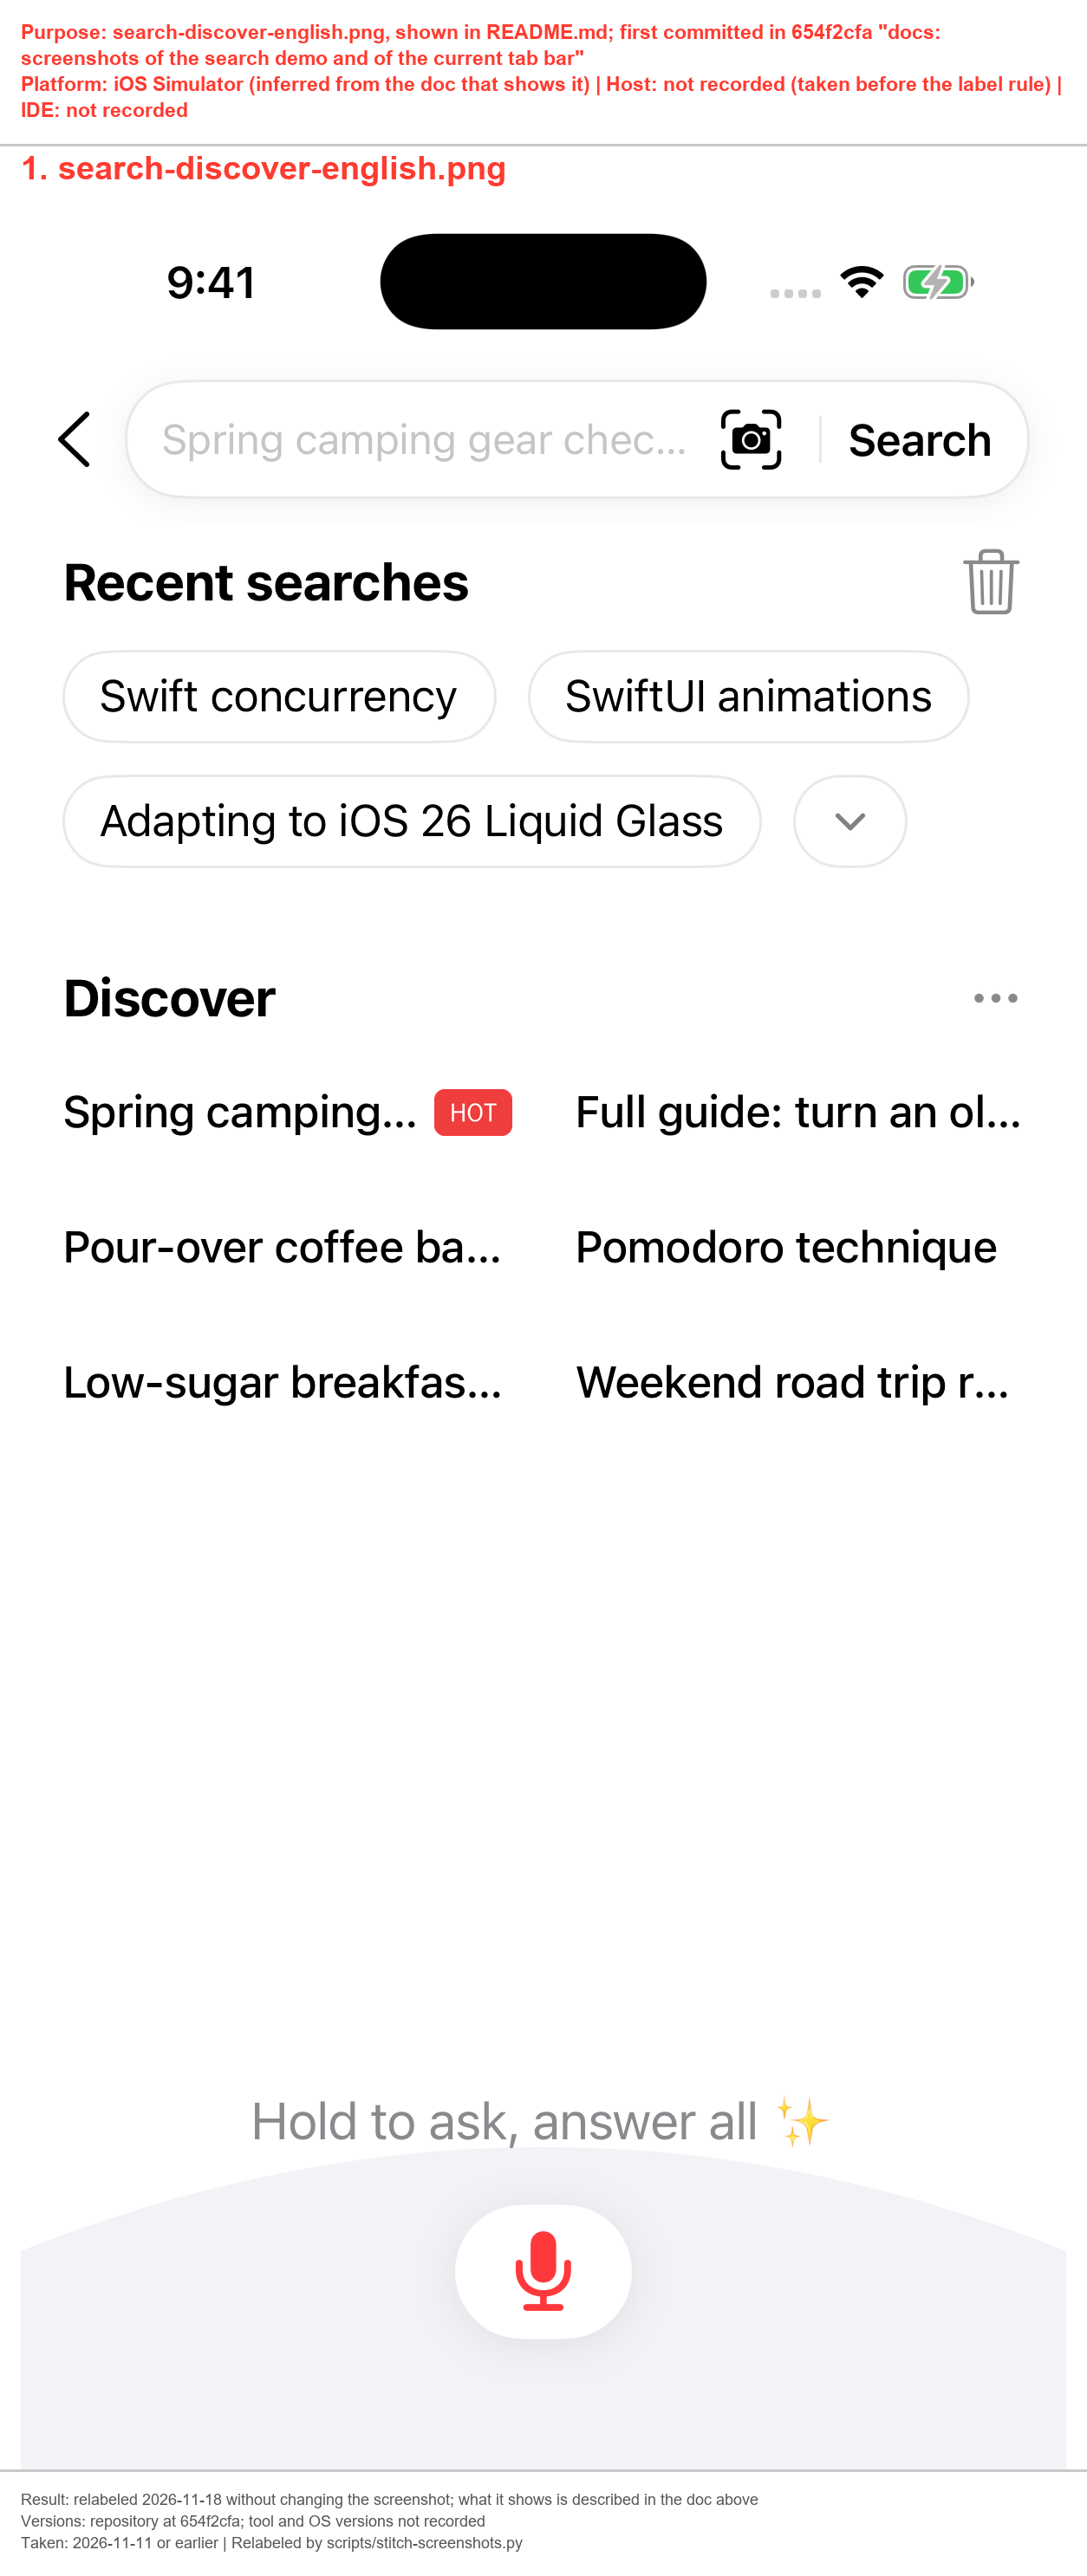 Purpose: search-discover-english.png, shown in README.md; first committed in 654f2cfa "docs:
screenshots of the search demo and of the current tab bar"
Platform: iOS Simulator (inferred from the doc that shows it) | Host: not recorded (taken before the label rule) |
IDE: not recorded
1. search-discover-english.png
9:41
Spring camping gear chec...
Search
Recent searches
Swift concurrency
SwiftUI animations
Adapting to iOS 26 Liquid Glass
Discover
Spring camping... HOT
Full guide: turn an ol...
Pour-over coffee ba...
Pomodoro technique
Low-sugar breakfas...
Weekend road trip r...
Hold to ask, answer all ✨
Result: relabeled 2026-11-18 without changing the screenshot; what it shows is described in the doc above
Versions: repository at 654f2cfa; tool and OS versions not recorded
Taken: 2026-11-11 or earlier | Relabeled by scripts/stitch-screenshots.py